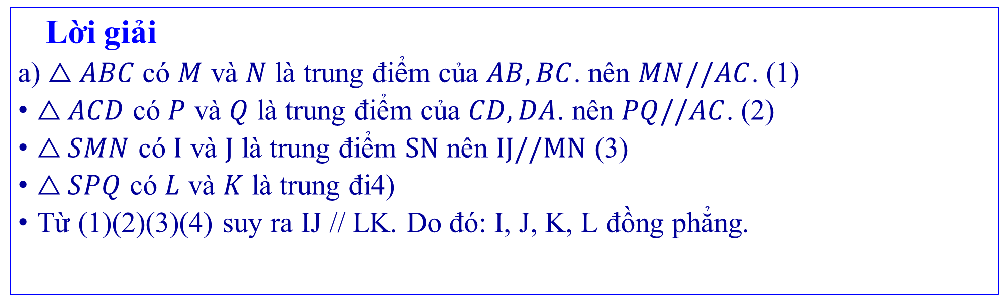 Lời giải
a) △ ABC có M và N là trung điểm của AB, BC. nên MN//AC. (1)
• △ ACD có P và Q là trung điểm của CD, DA. nên PQ//AC. (2)
• △ SMN có I và J là trung điểm SN nên IJ//MN (3)
• △ SPQ có L và K là trung đi4)
• Từ (1)(2)(3)(4) suy ra IJ // LK. Do đó: I, J, K, L đồng phẳng.